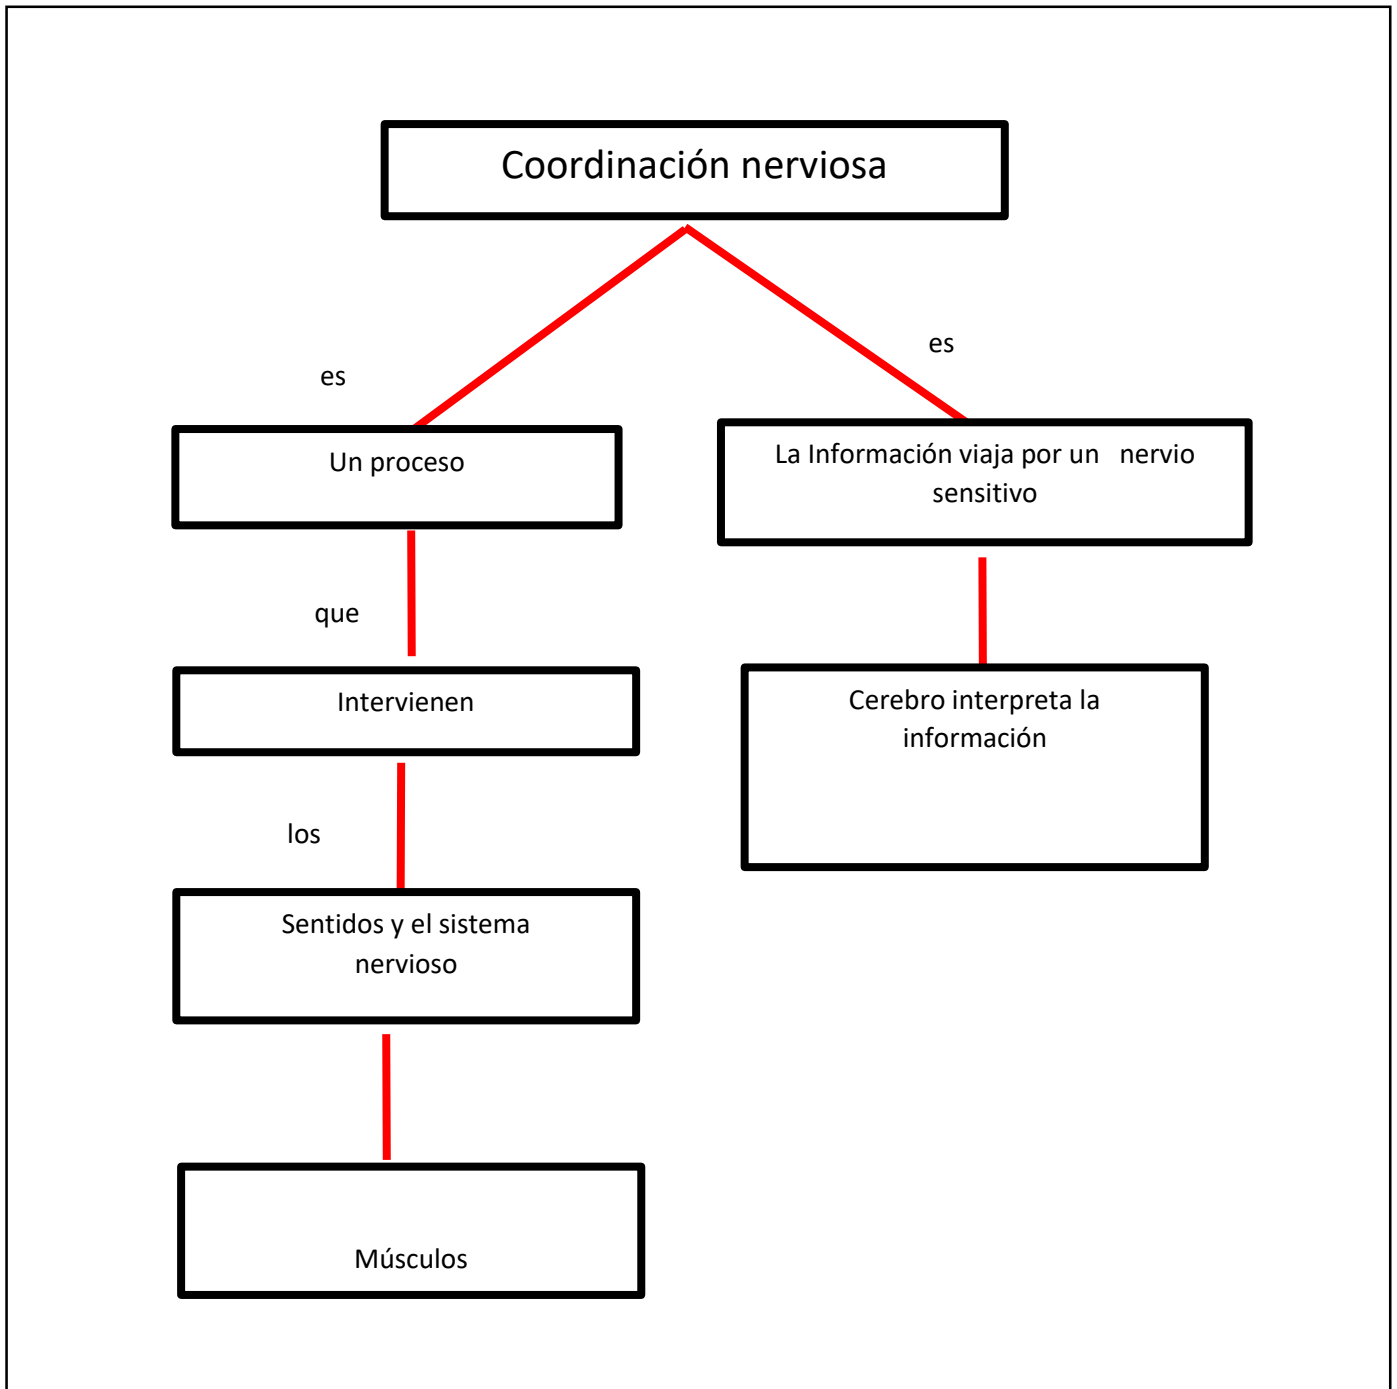 Coordinación nerviosa
es
es
Un proceso
La Información viaja por un nervio
sensitivo
que
Intervienen
Cerebro interpreta la
información
los
Sentidos y el sistema
nervioso
Músculos